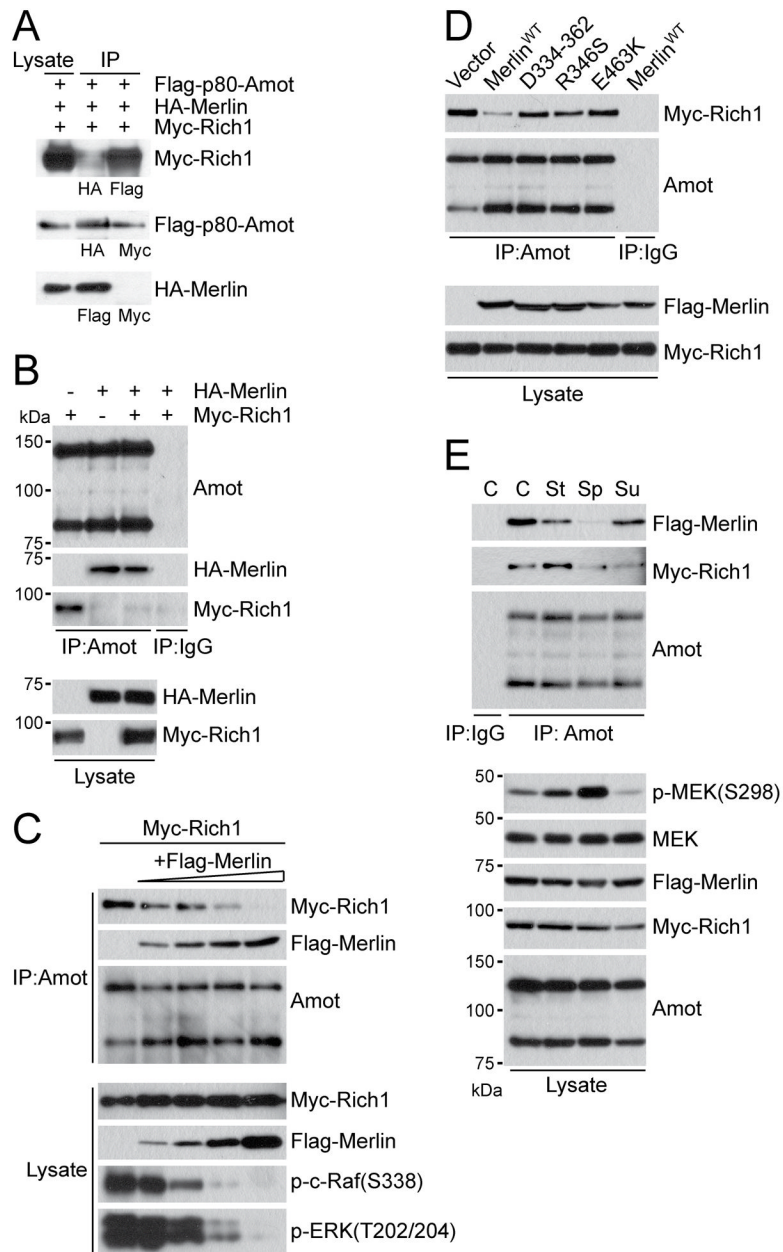 A
Lysate IP
+ + + Flag-p80-Amot
+ + + HA-Merlin
+ + + Myc-Rich1
Myc-Rich1
HA Flag
Flag-p80-Amot
HA Myc
HA-Merlin
Flag Myc
B
- + + + HA-Merlin
+ - + + Myc-Rich1
kDa
150
100
75
Amot
75
HA-Merlin
100
Myc-Rich1
IP:Amot IP:IgG
75
HA-Merlin
100
Myc-Rich1
Lysate
C
Myc-Rich1
+Flag-Merlin
IP:Amot
Myc-Rich1
Flag-Merlin
Amot
Lysate
Myc-Rich1
Flag-Merlin
p-c-Raf(S338)
p-ERK(T202/204)
D
Vector MerlinWT D334-362 R346S E463K MerlinWT
Myc-Rich1
Amot
IP:Amot IP:IgG
Flag-Merlin
Myc-Rich1
Lysate
E
C C St Sp Su
Flag-Merlin
Myc-Rich1
Amot
IP:IgG IP: Amot
50
p-MEK(S298)
50
MEK
75
Flag-Merlin
100
Myc-Rich1
150
100
Amot
75
kDa Lysate